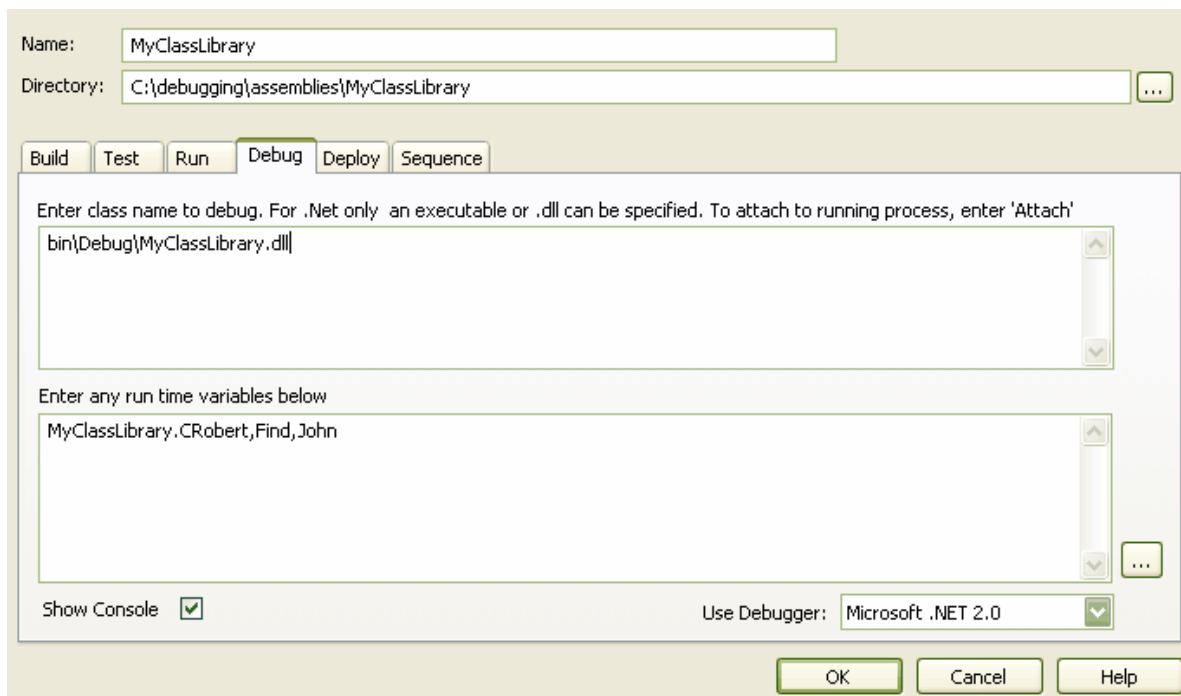 Name: MyClassLibrary
Directory: C:\debugging\assemblies\MyClassLibrary ...
Build Test Run Debug Deploy Sequence
Enter class name to debug. For .Net only  an executable or .dll can be specified. To attach to running process, enter 'Attach'
bin\Debug\MyClassLibrary.dll
Enter any run time variables below
MyClassLibrary.CRobert,Find,John
...
Show Console Use Debugger: Microsoft .NET 2.0
OK Cancel Help